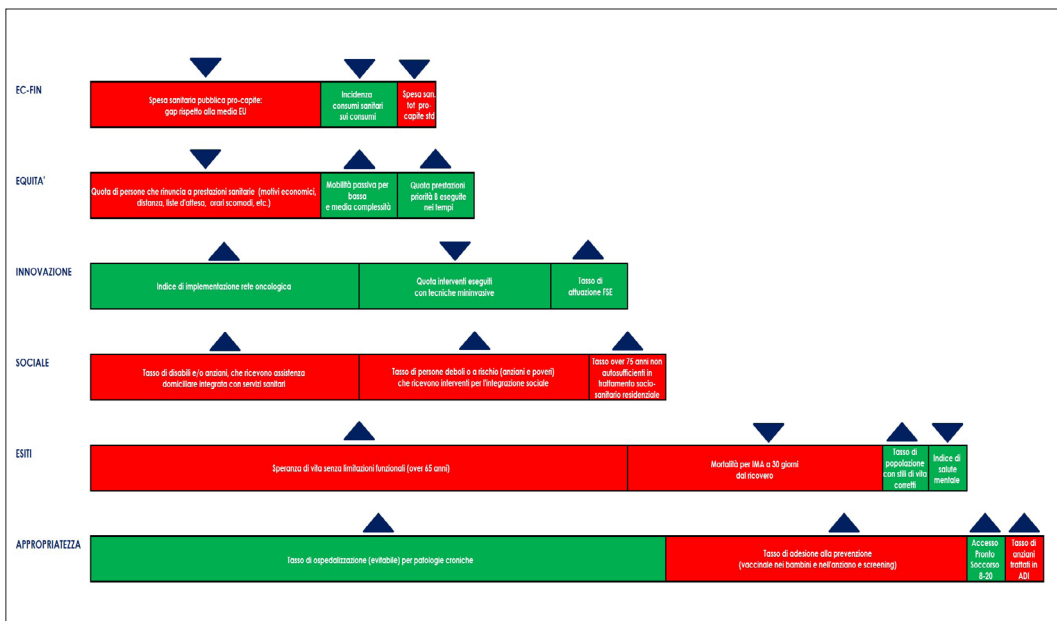 EC-FIN
Spesa sanitaria pubblica pro-capite:
gap rispetto alla media EU
Incidenza
consumi sanitari
sui consumi
Spesa san.
tot pro-
capite std
EQUITA'
Quota di persone che rinuncia a prestazioni sanitarie (motivi economici,
distanza, liste d'attesa, orari scomodi, etc.)
Mobilità passiva per
bassa
e media complessità
Quota prestazioni
priorità B eseguite
nei tempi
INNOVAZIONE
Indice di implementazione rete oncologica
Quota interventi eseguiti
con tecniche mininvasive
Tasso di
attuazione FSE
SOCIALE
Tasso di disabili e/o anziani, che ricevono assistenza
domiciliare integrata con servizi sanitari
Tasso di persone deboli o a rischio (anziani e poveri)
che ricevono interventi per l'integrazione sociale
Tasso over 75 anni non
autosufficienti in
trattamento socio-
sanitario residenziale
ESITI
Speranza di vita senza limitazioni funzionali (over 65 anni)
Mortalità per IMA a 30 giorni
dal ricovero
Tasso di
popolazione
con stili di vita
corretti
Indice di
salute
mentale
APPROPRIATEZZA
Tasso di ospedalizzazione (evitabile) per patologie croniche
Tasso di adesione alla prevenzione
(vaccinale nei bambini e nell'anziano e screening)
Accesso
Pronto
Soccorso
8-20
Tasso di
anziani
trattati in
ADI